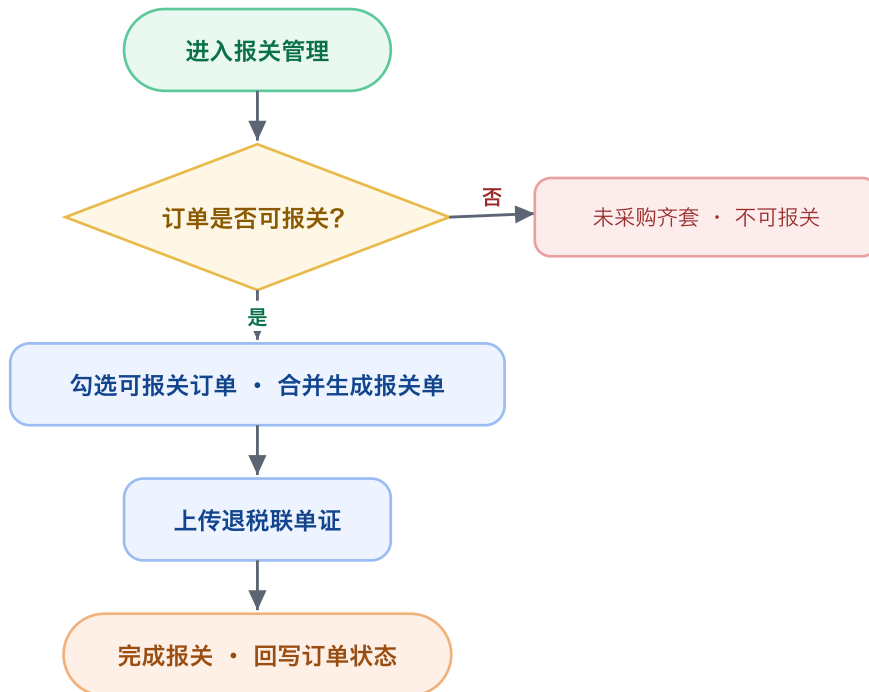 进入报关管理
订单是否可报关？
否
未采购齐套 · 不可报关
是
勾选可报关订单 · 合并生成报关单
上传退税联单证
完成报关 · 回写订单状态